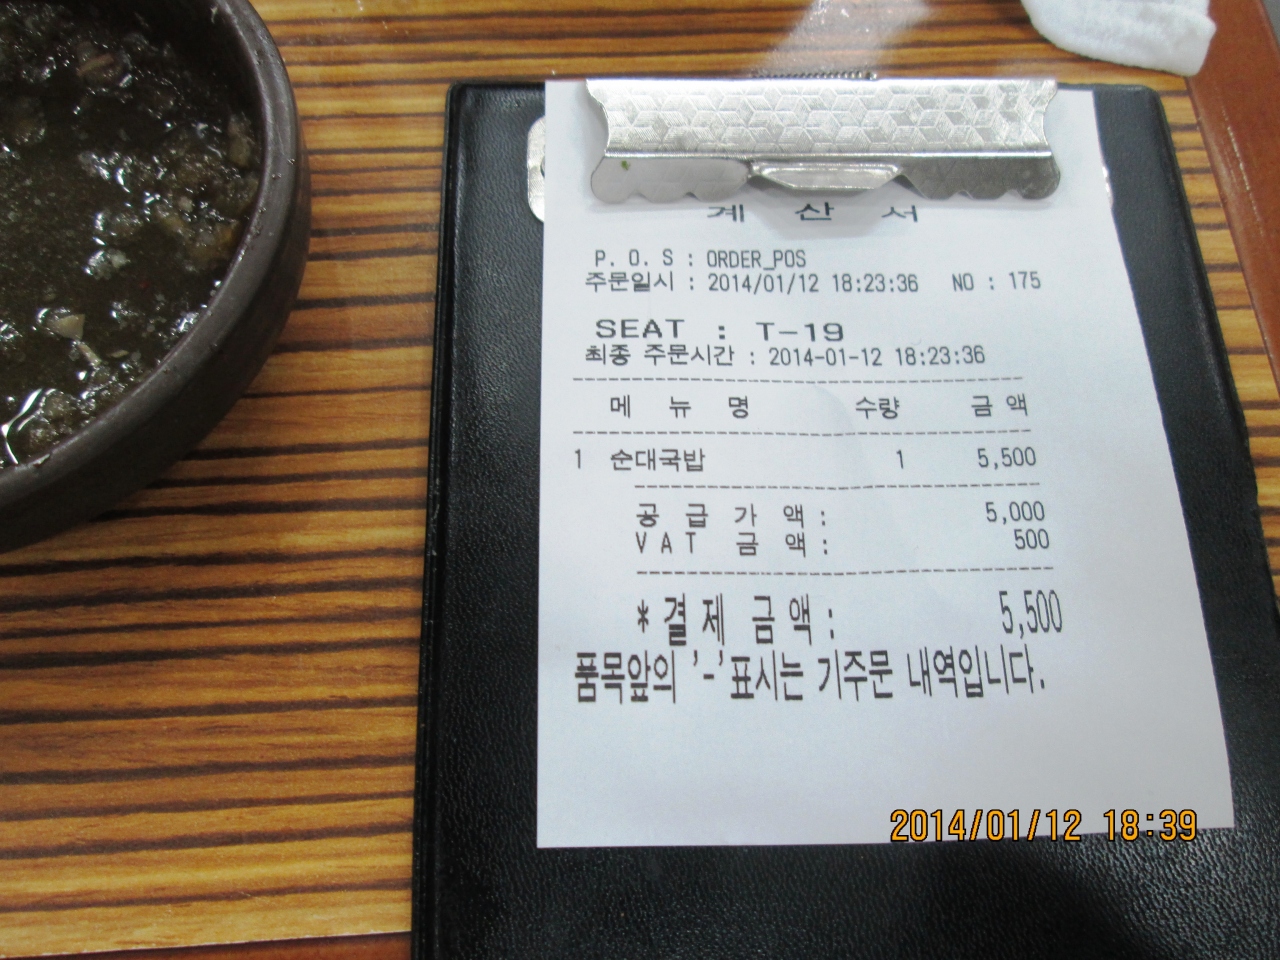 계 산 서
P. O. S : ORDER_POS
주문일시 : 2014/01/12 18:23:36 NO : 175
SEAT : T-19
최종 주문시간 : 2014-01-12 18:23:36
메 뉴 명 수량 금 액
1 순대국밥 1 5,500
공 급 가 액 : 5,000
V A T 금 액 : 500
* 결 제 금 액 : 5,500
품목앞의 '-'표시는 기주문 내역입니다.
2014/01/12 18:39